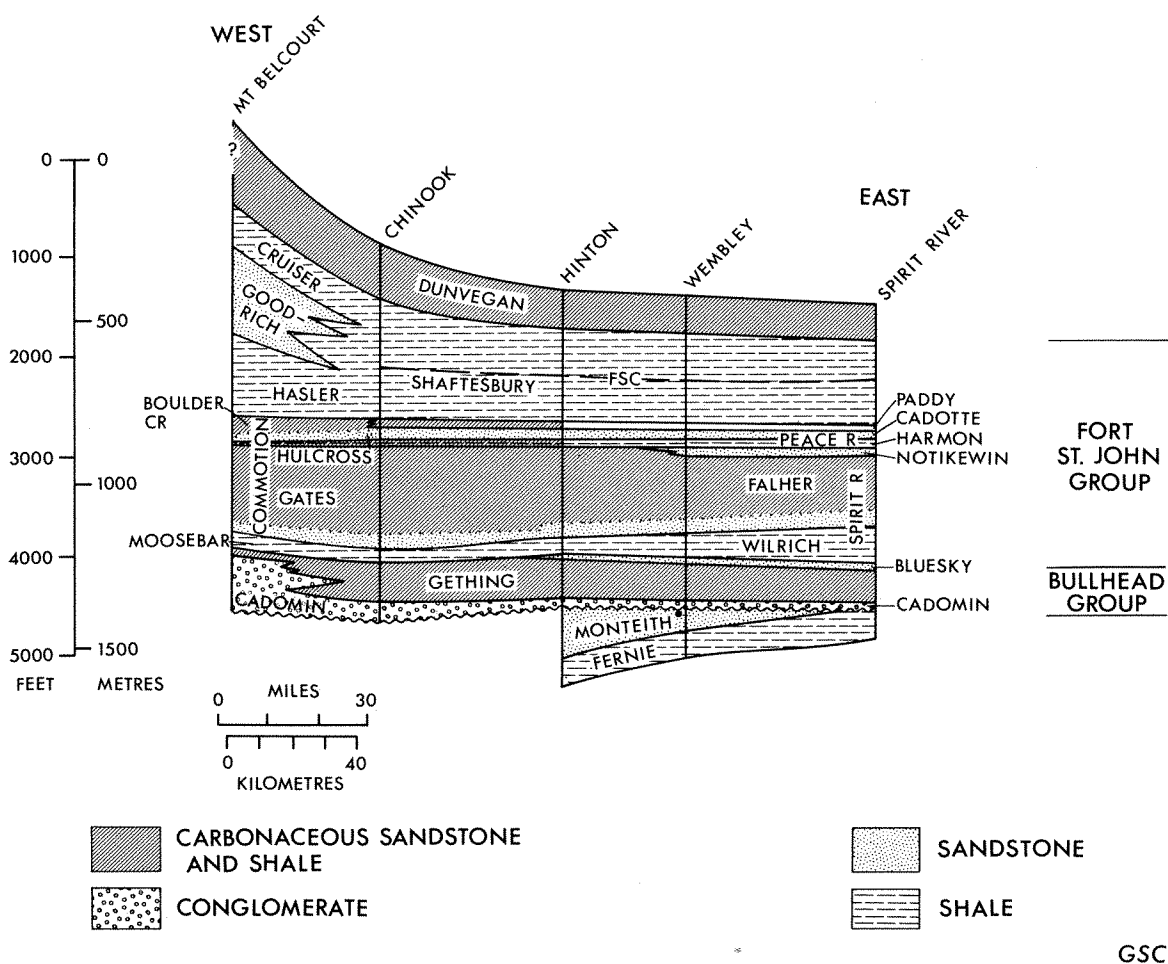 WEST
MT BELCOURT
?
CHINOOK
HINTON
WEMBLEY
EAST
SPIRIT RIVER
0
0
1000
500
2000
3000
1000
4000
5000
1500
FEET
METRES
CRUISER
GOOD-
RICH
DUNVEGAN
HASLER
SHAFTESBURY
FSC
BOULDER
CR
COMMOTION
HULCROSS
GATES
MOOSEBAR
CADOMIN
GETHING
PEACE R
FALHER
SPIRIT R
WILRICH
MONTEITH
FERNIE
PADDY
CADOTTE
HARMON
NOTIKEWIN
BLUESKY
CADOMIN
FORT
ST. JOHN
GROUP
BULLHEAD
GROUP
MILES
0
30
0
40
KILOMETRES
CARBONACEOUS SANDSTONE
AND SHALE
CONGLOMERATE
SANDSTONE
SHALE
GSC